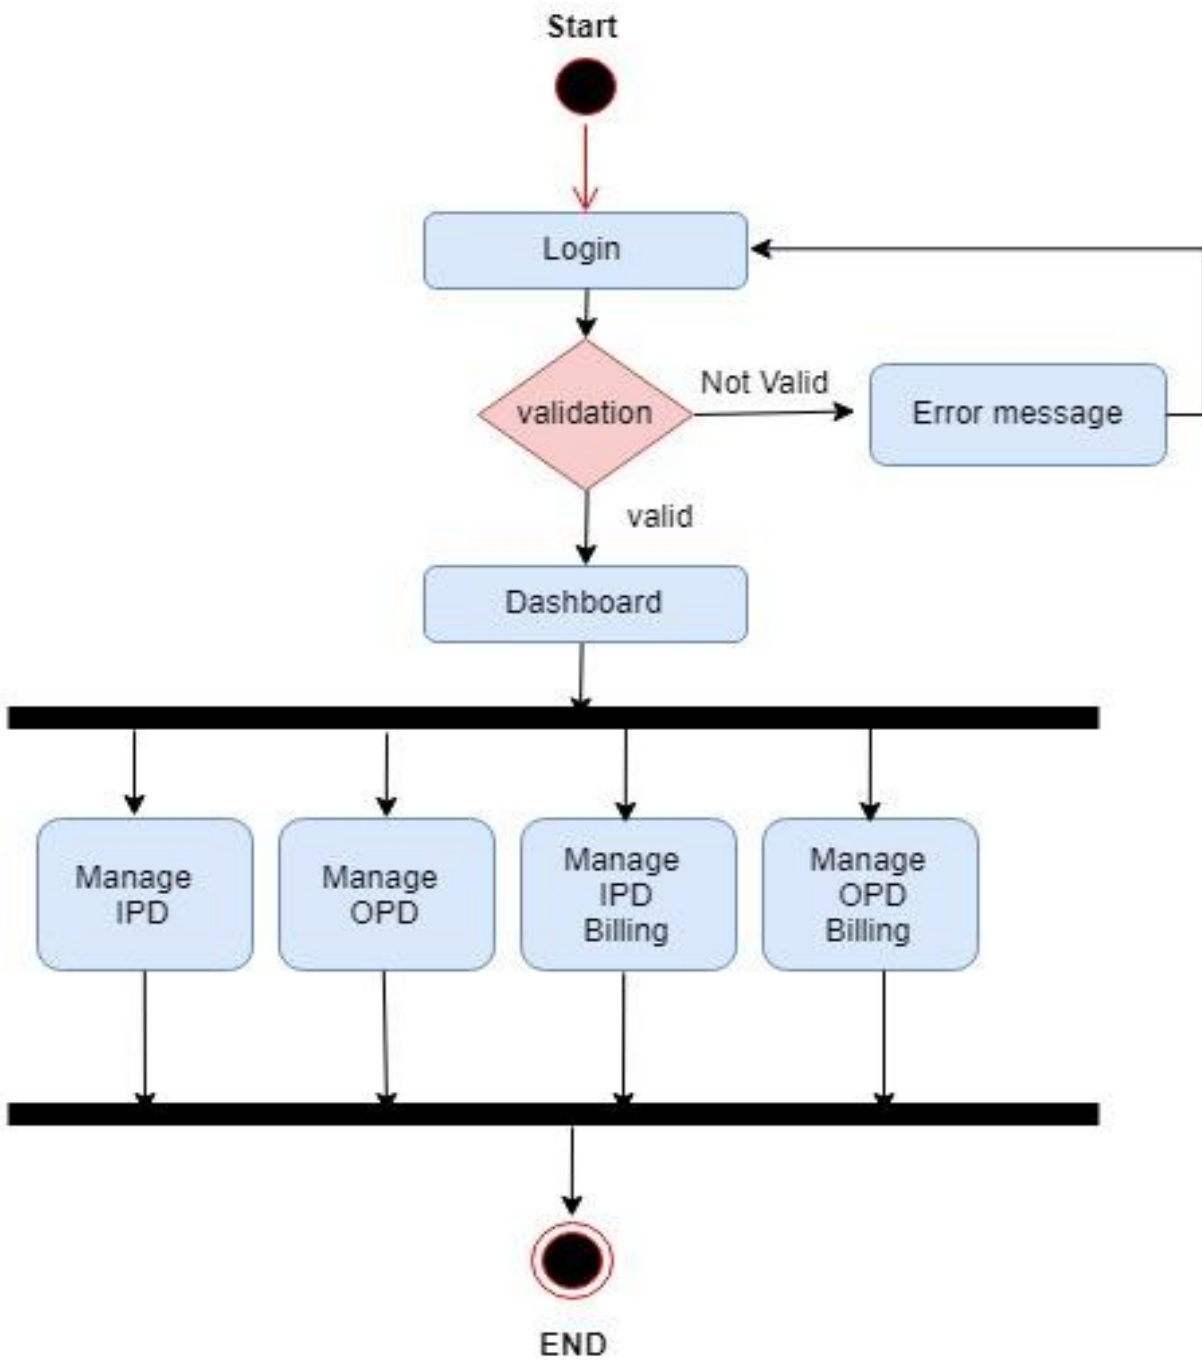 Start
Login
Not Valid
validation
Error message
valid
Dashboard
Manage
IPD
Manage
OPD
Manage
IPD
Billing
Manage
OPD
Billing
END